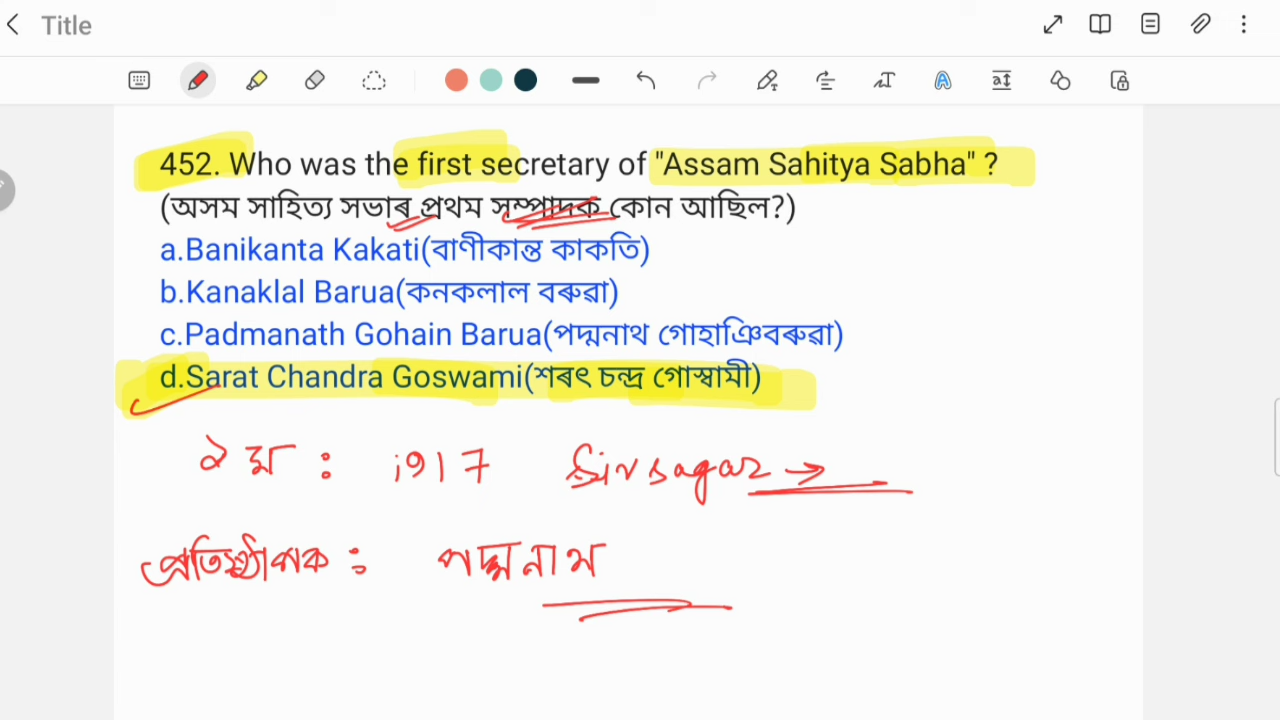 Title
452. Who was the first secretary of "Assam Sahitya Sabha" ?
(অসম সাহিত্য সভাৰ প্ৰথম সম্পাদক কোন আছিল?)
a.Banikanta Kakati(বাণীকান্ত কাকতি)
b.Kanaklal Barua(কনকলাল বৰুৱা)
c.Padmanath Gohain Barua(পদ্মনাথ গোহাঞিবৰুৱা)
d.Sarat Chandra Goswami(শৰৎ চন্দ্ৰ গোস্বামী)
১ম : 1917 Sivsagar →
প্ৰতিস্থাপক : পদ্মনাথ